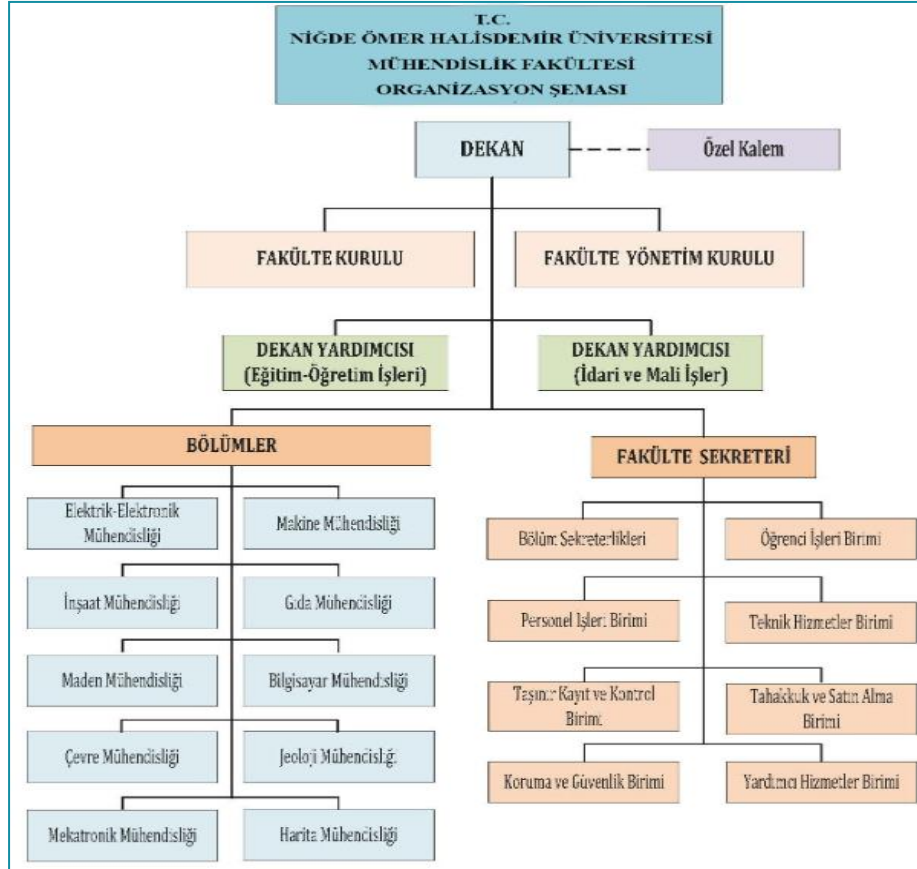 T.C.
NİĞDE ÖMER HALİSDEMİR ÜNİVERSİTESİ
MÜHENDİSLİK FAKÜLTESİ
ORGANİZASYON ŞEMASI
DEKAN
Özel Kalem
FAKÜLTE KURULU
FAKÜLTE YÖNETİM KURULU
DEKAN YARDIMCISI
(Eğitim-Öğretim İşleri)
DEKAN YARDIMCISI
(İdari ve Mali İşler)
BÖLÜMLER
FAKÜLTE SEKRETERİ
Elektrik-Elektronik
Mühendisliği
Makine Mühendisliği
Bölüm Sekreterlikleri
Öğrenci İşleri Birimi
İnşaat Mühendisliği
Gıda Mühendisliği
Personel İşleri Birimi
Teknik Hizmetler Birimi
Maden Mühendisliği
Bilgisayar Mühendisliği
Taşınır Kayıt ve Kontrol
Birimi
Tahakkuk ve Satın Alma
Birimi
Çevre Mühendisliği
Jeoloji Mühendisliği
Koruma ve Güvenlik Birimi
Yardımcı Hizmetler Birimi
Mekatronik Mühendisliği
Harita Mühendisliği